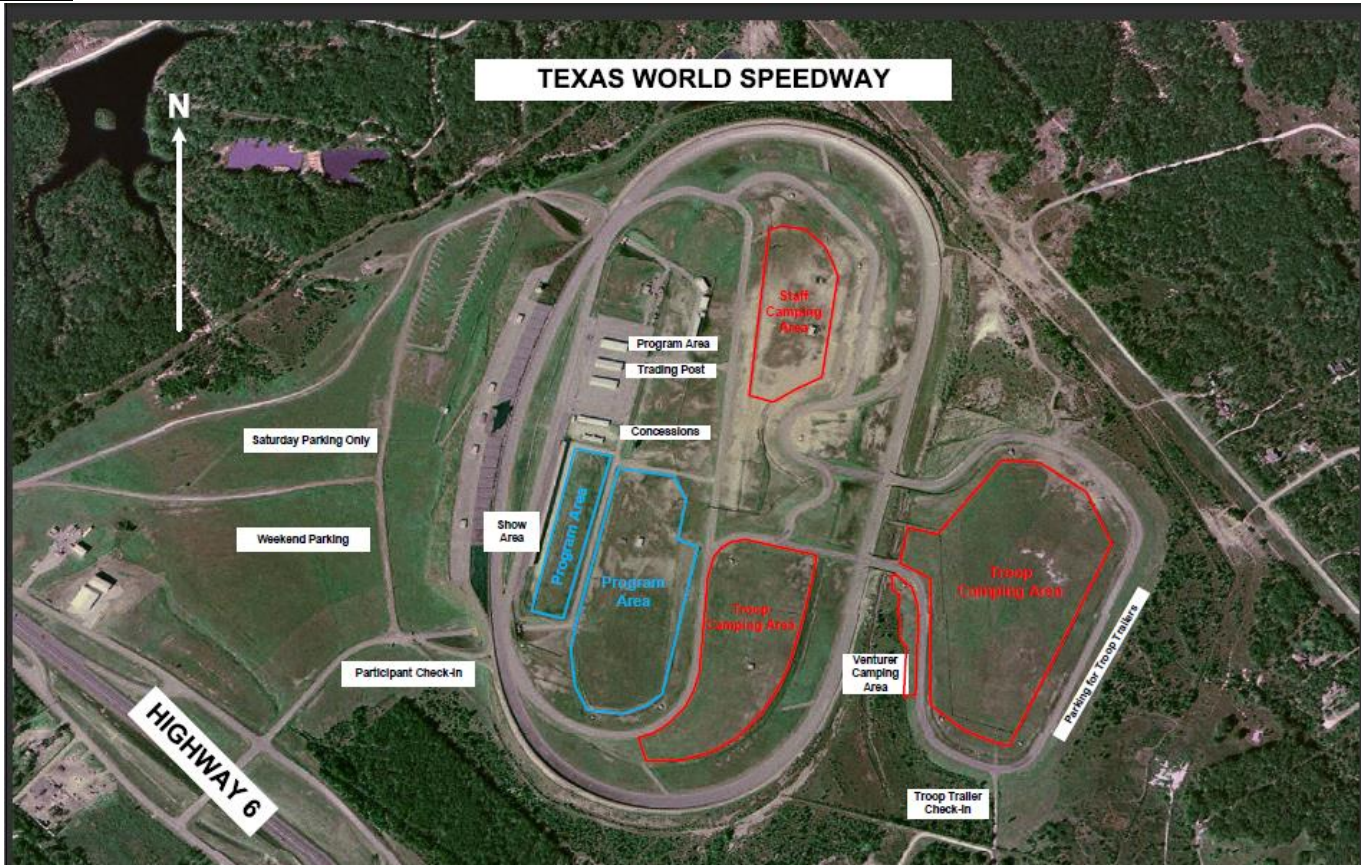 TEXAS WORLD SPEEDWAY
N
Staff
Camping
Area
Program Area
Trading Post
Concessions
Saturday Parking Only
Weekend Parking
Show
Area
Program Area
Program
Area
Troop
Camping Area
Troop
Camping Area
Venturer
Camping
Area
Parking for Troop Trailers
Participant Check-in
HIGHWAY 6
Troop Trailer
Check-in